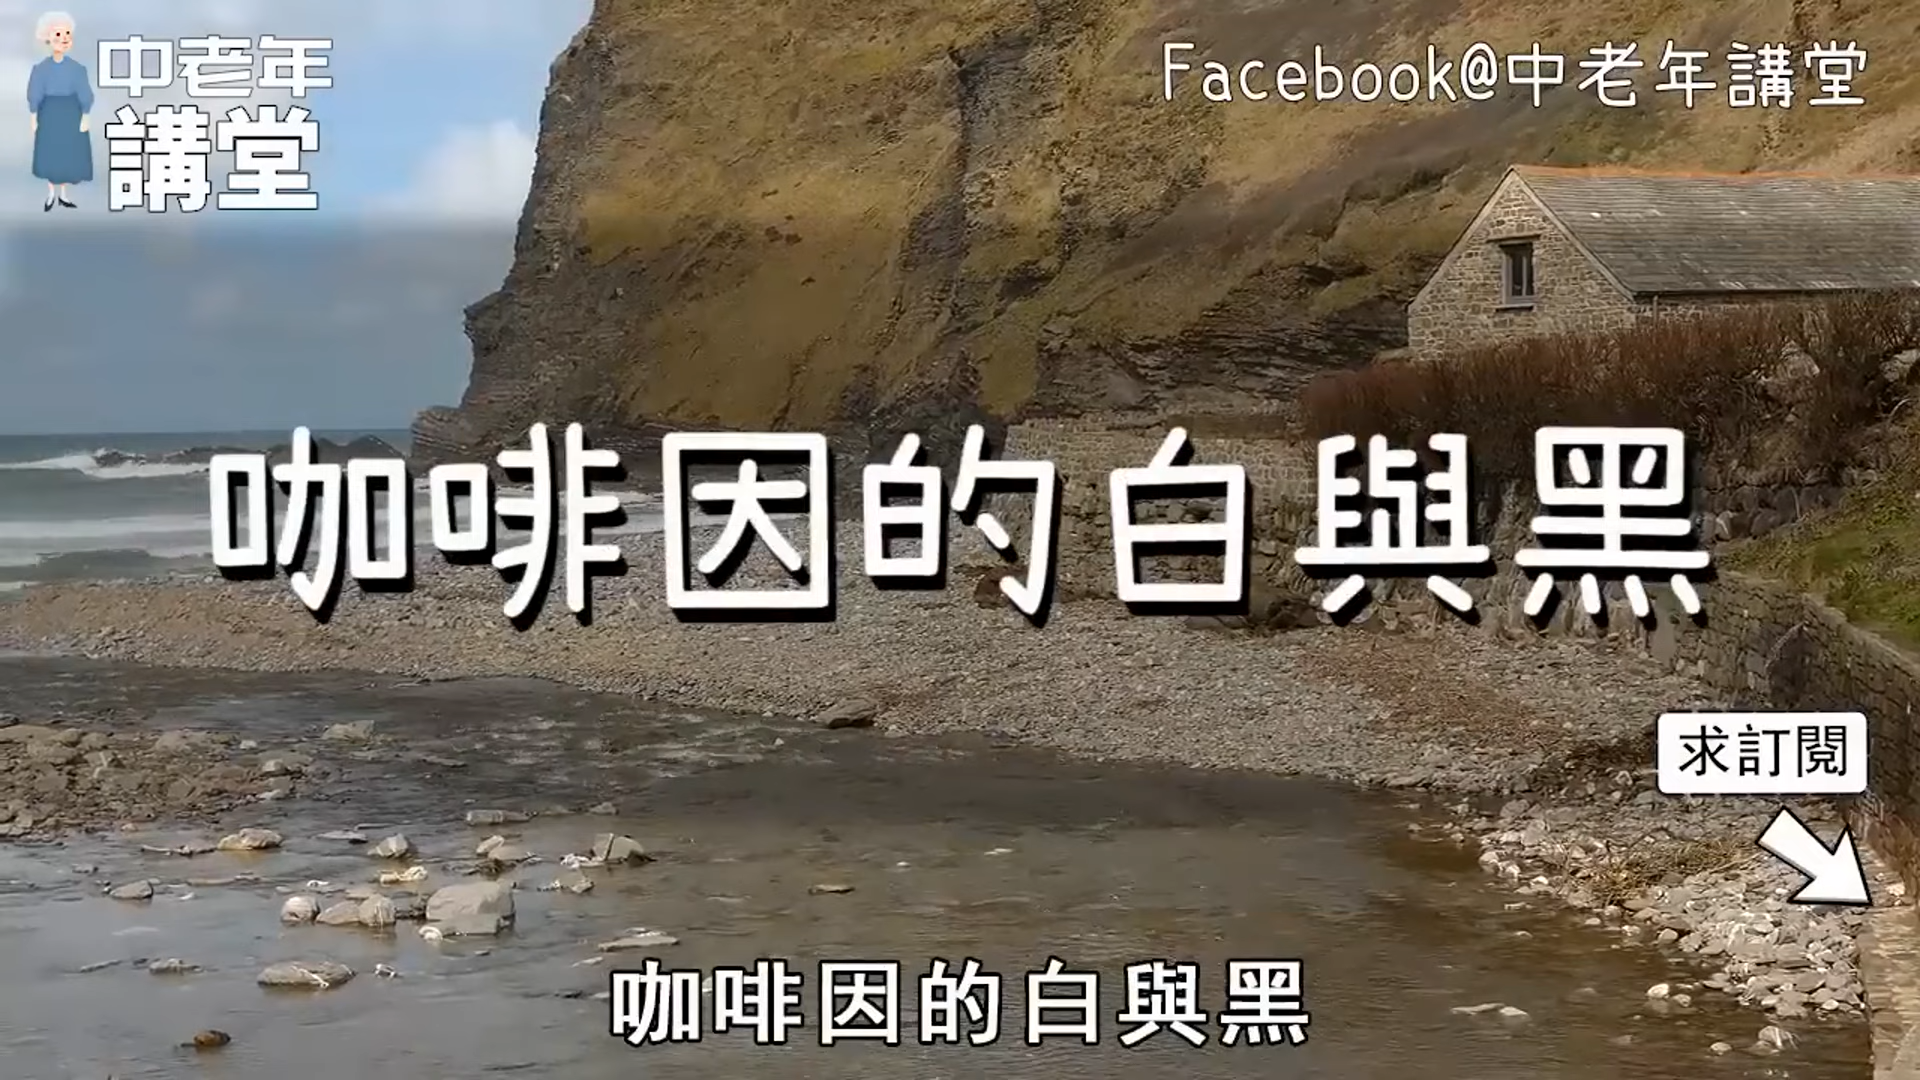 中老年
講堂
Facebook@中老年講堂
咖啡因的白與黑
求訂閱
咖啡因的白與黑